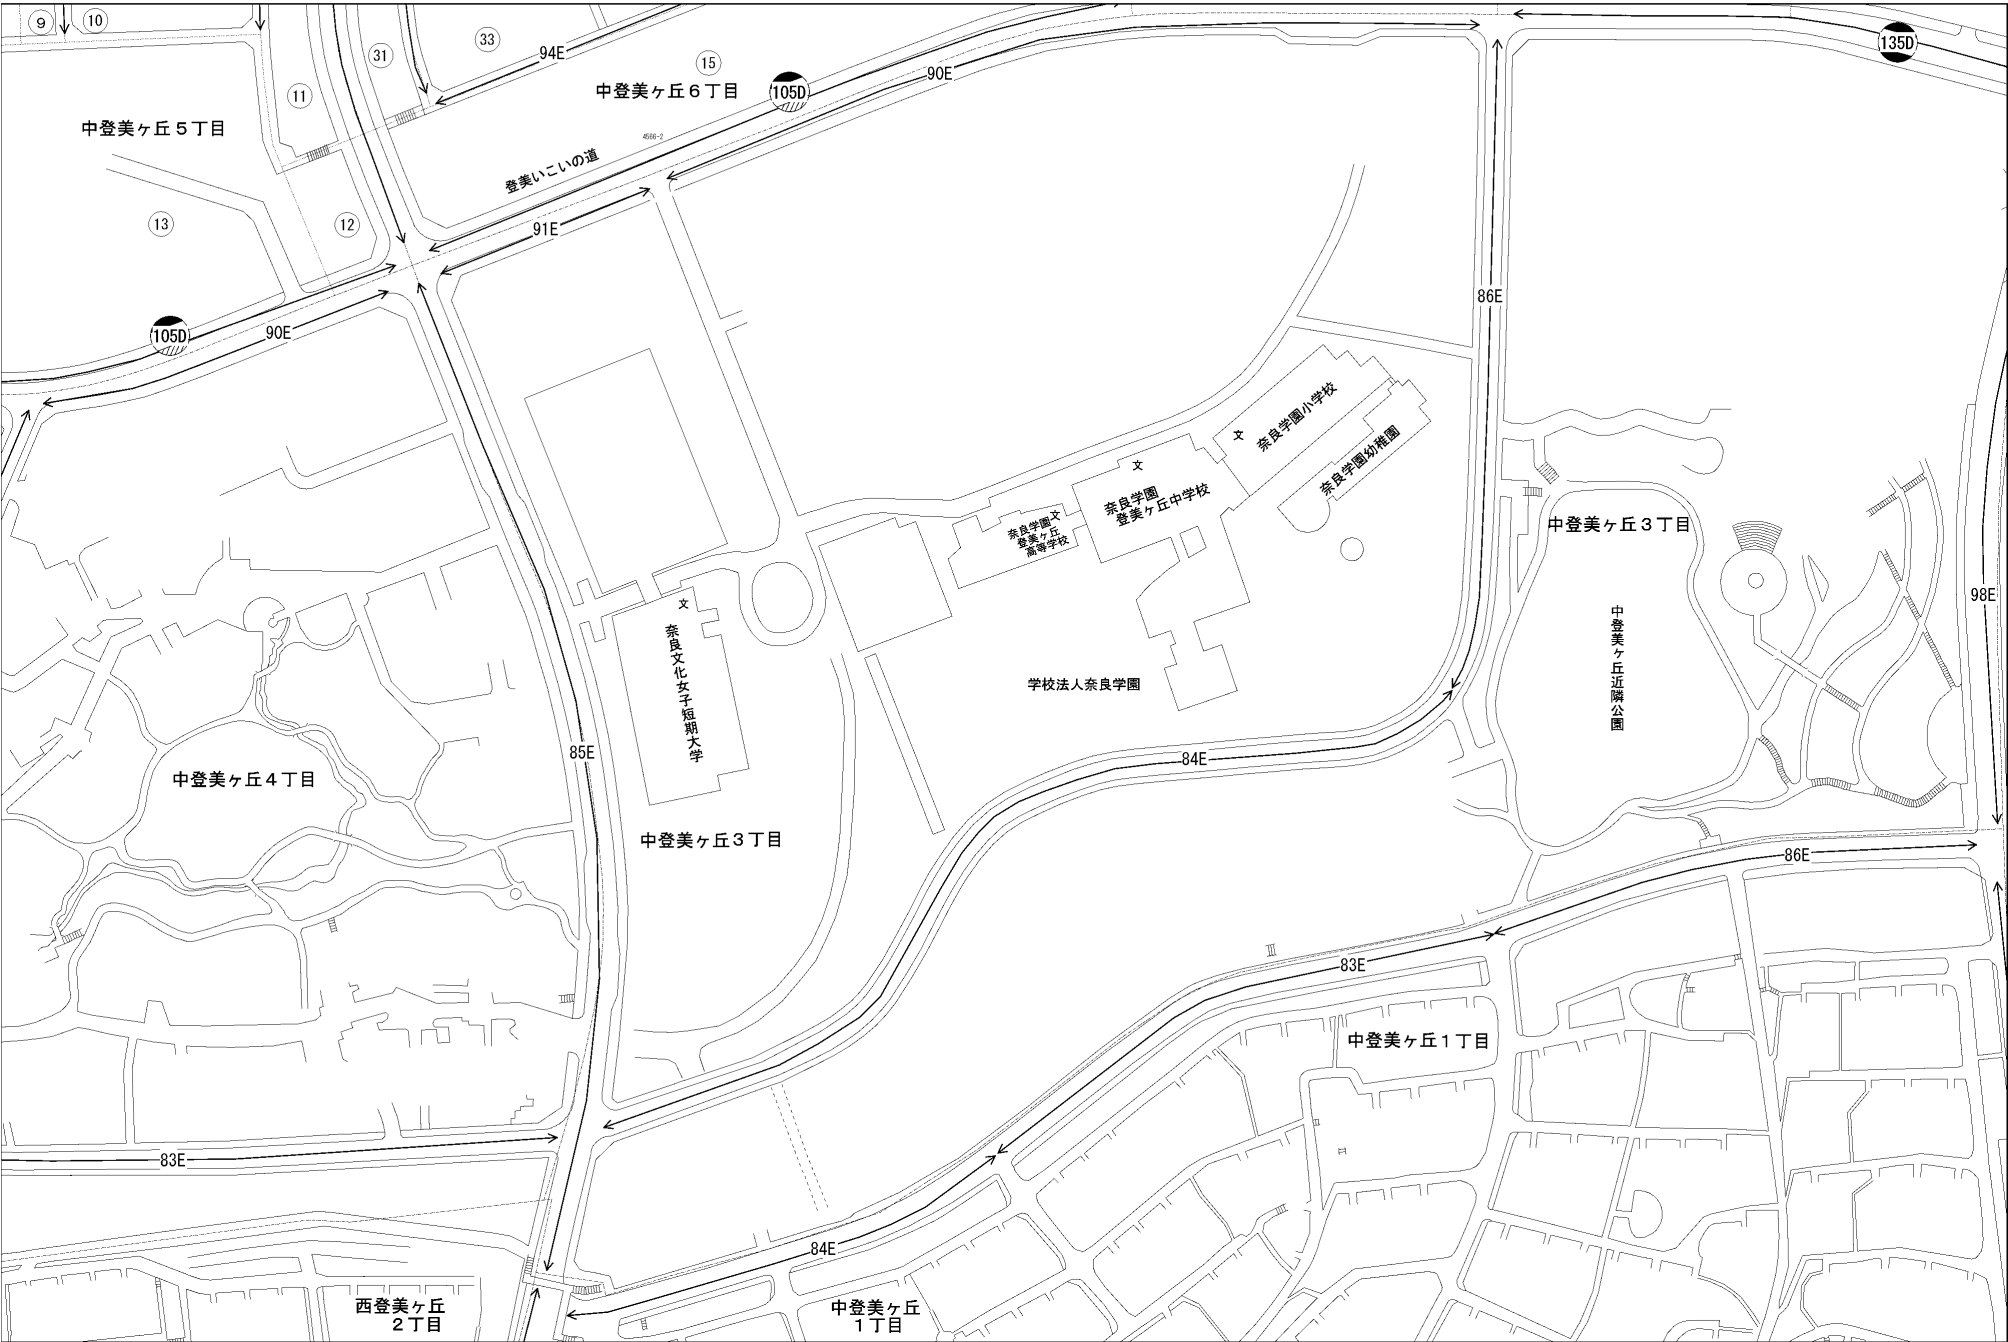 9
10
31
33
94E
15
135D
90E
中登美ヶ丘６丁目
105D
11
中登美ヶ丘５丁目
4566-2
登美いこいの道
13
12
91E
86E
105D
90E
奈良学園小学校
文
奈良学園幼稚園
文
奈良学園
登美ヶ丘中学校
文
奈良学園
登美ヶ丘
高等学校
中登美ヶ丘３丁目
98E
文
奈良文化女子短期大学
中登美ヶ丘近隣公園
学校法人奈良学園
85E
84E
中登美ヶ丘４丁目
中登美ヶ丘３丁目
86E
83E
中登美ヶ丘１丁目
83E
84E
西登美ヶ丘
２丁目
中登美ヶ丘
１丁目